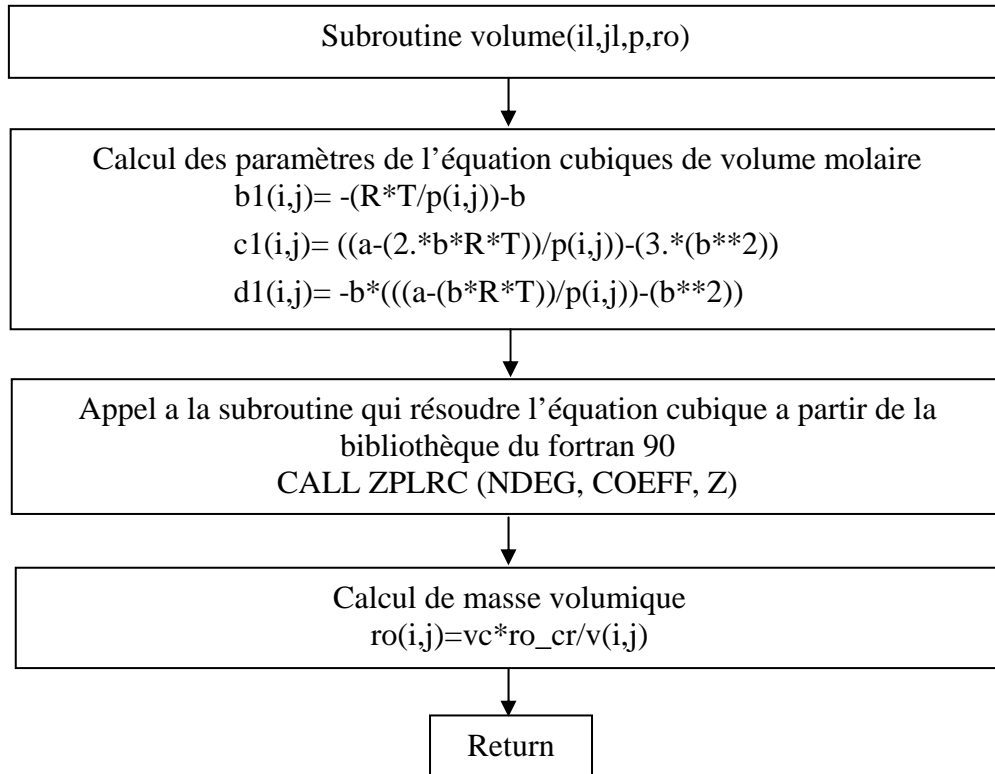 Subroutine volume(il,jl,p,ro)
Calcul des paramètres de l’équation cubiques de volume molaire
b1(i,j)= -(R*T/p(i,j))-b
c1(i,j)= ((a-(2.*b*R*T))/p(i,j))-(3.*(b**2))
d1(i,j)= -b*(((a-(b*R*T))/p(i,j))-(b**2))
Appel a la subroutine qui résoudre l’équation cubique a partir de la
bibliothèque du fortran 90
CALL ZPLRC (NDEG, COEFF, Z)
Calcul de masse volumique
ro(i,j)=vc*ro_cr/v(i,j)
Return